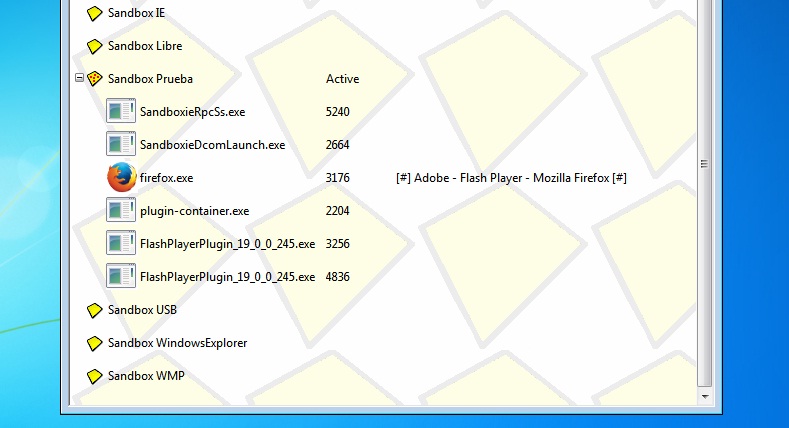 Sandbox IE
Sandbox Libre
Sandbox Prueba Active
SandboxieRpcSs.exe 5240
SandboxieDcomLaunch.exe 2664
firefox.exe 3176 [#] Adobe - Flash Player - Mozilla Firefox [#]
plugin-container.exe 2204
FlashPlayerPlugin_19_0_0_245.exe 3256
FlashPlayerPlugin_19_0_0_245.exe 4836
Sandbox USB
Sandbox WindowsExplorer
Sandbox WMP